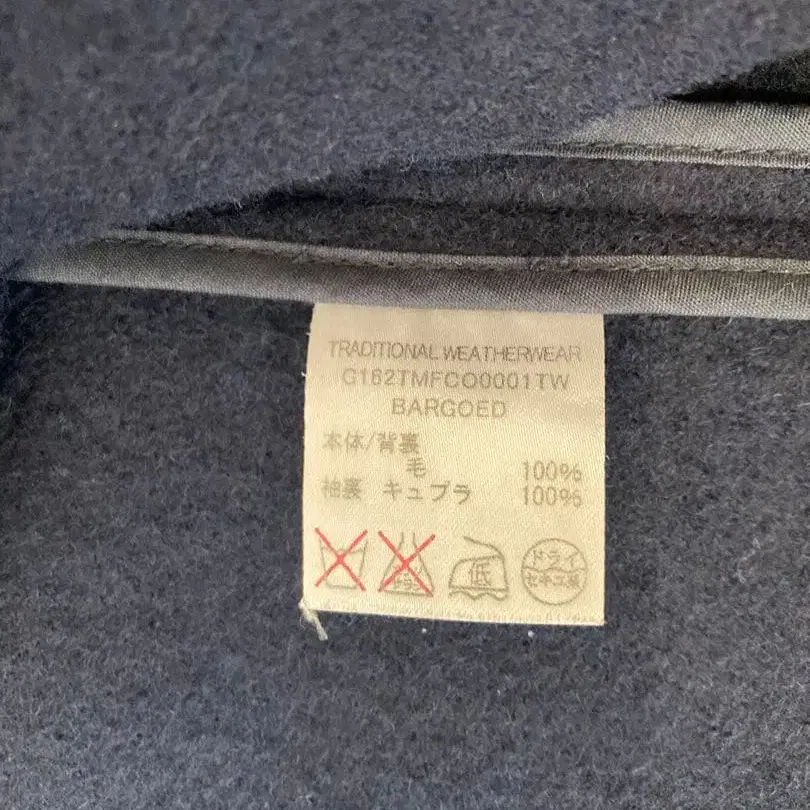 TRADITIONAL WEATHERWEAR
G162TMFCO0001TW
BARGOED
本体/背裏
毛 100%
袖裏 キュプラ 100%
低
ドライ